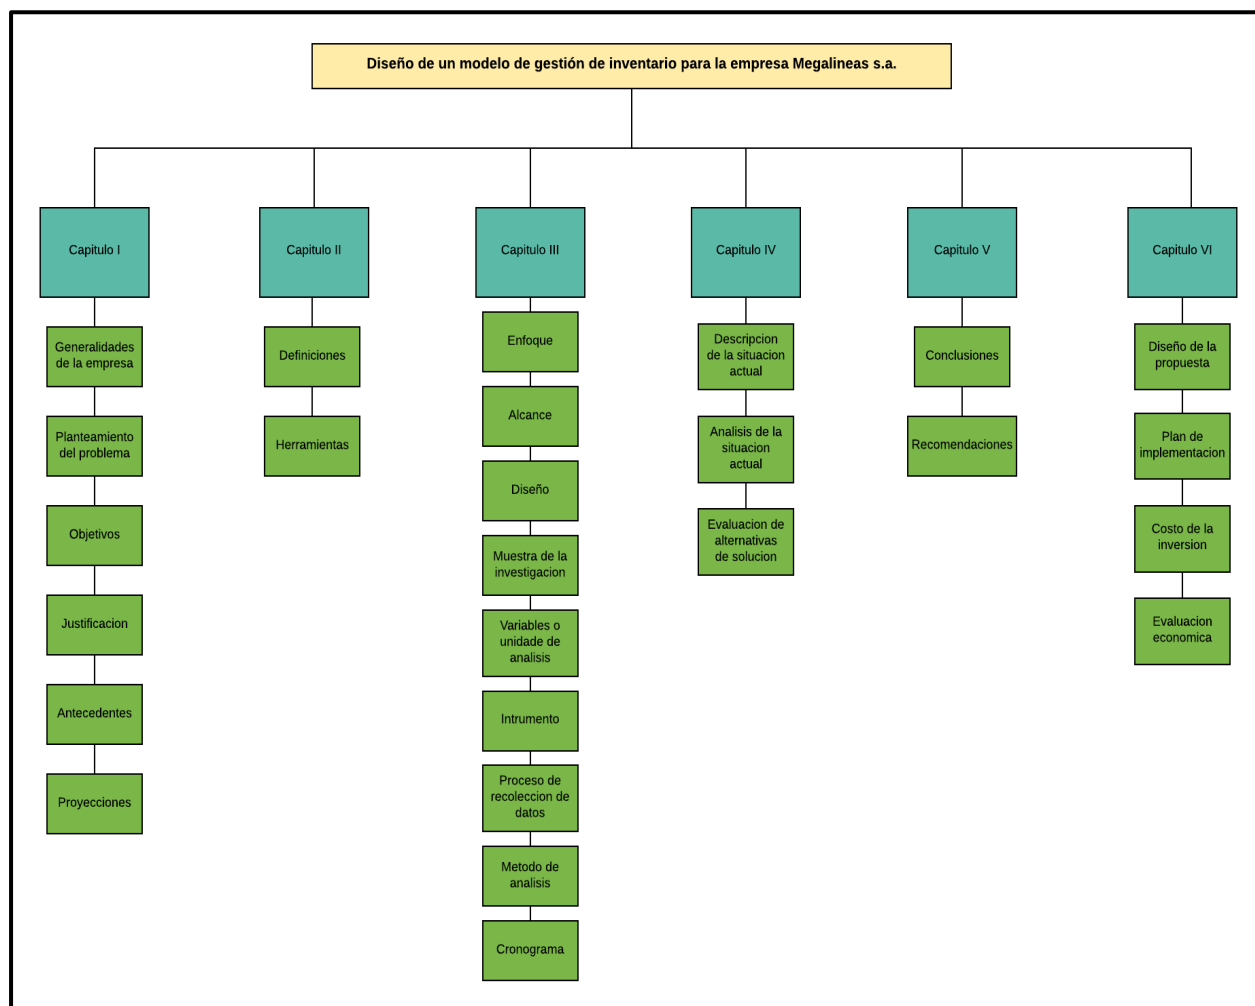 Diseño de un modelo de gestión de inventario para la empresa Megalineas s.a.
Capitulo I
Generalidades
de la empresa
Planteamiento
del problema
Objetivos
Justificacion
Antecedentes
Proyecciones
Capitulo II
Definiciones
Herramientas
Capitulo III
Enfoque
Alcance
Diseño
Muestra de la
investigacion
Variables o
unidade de
analisis
Intrumento
Proceso de
recoleccion de
datos
Metodo de
analisis
Cronograma
Capitulo IV
Descripcion
de la situacion
actual
Analisis de la
situacion
actual
Evaluacion de
alternativas
de solucion
Capitulo V
Conclusiones
Recomendaciones
Capitulo VI
Diseño de la
propuesta
Plan de
implementacion
Costo de la
inversion
Evaluacion
economica